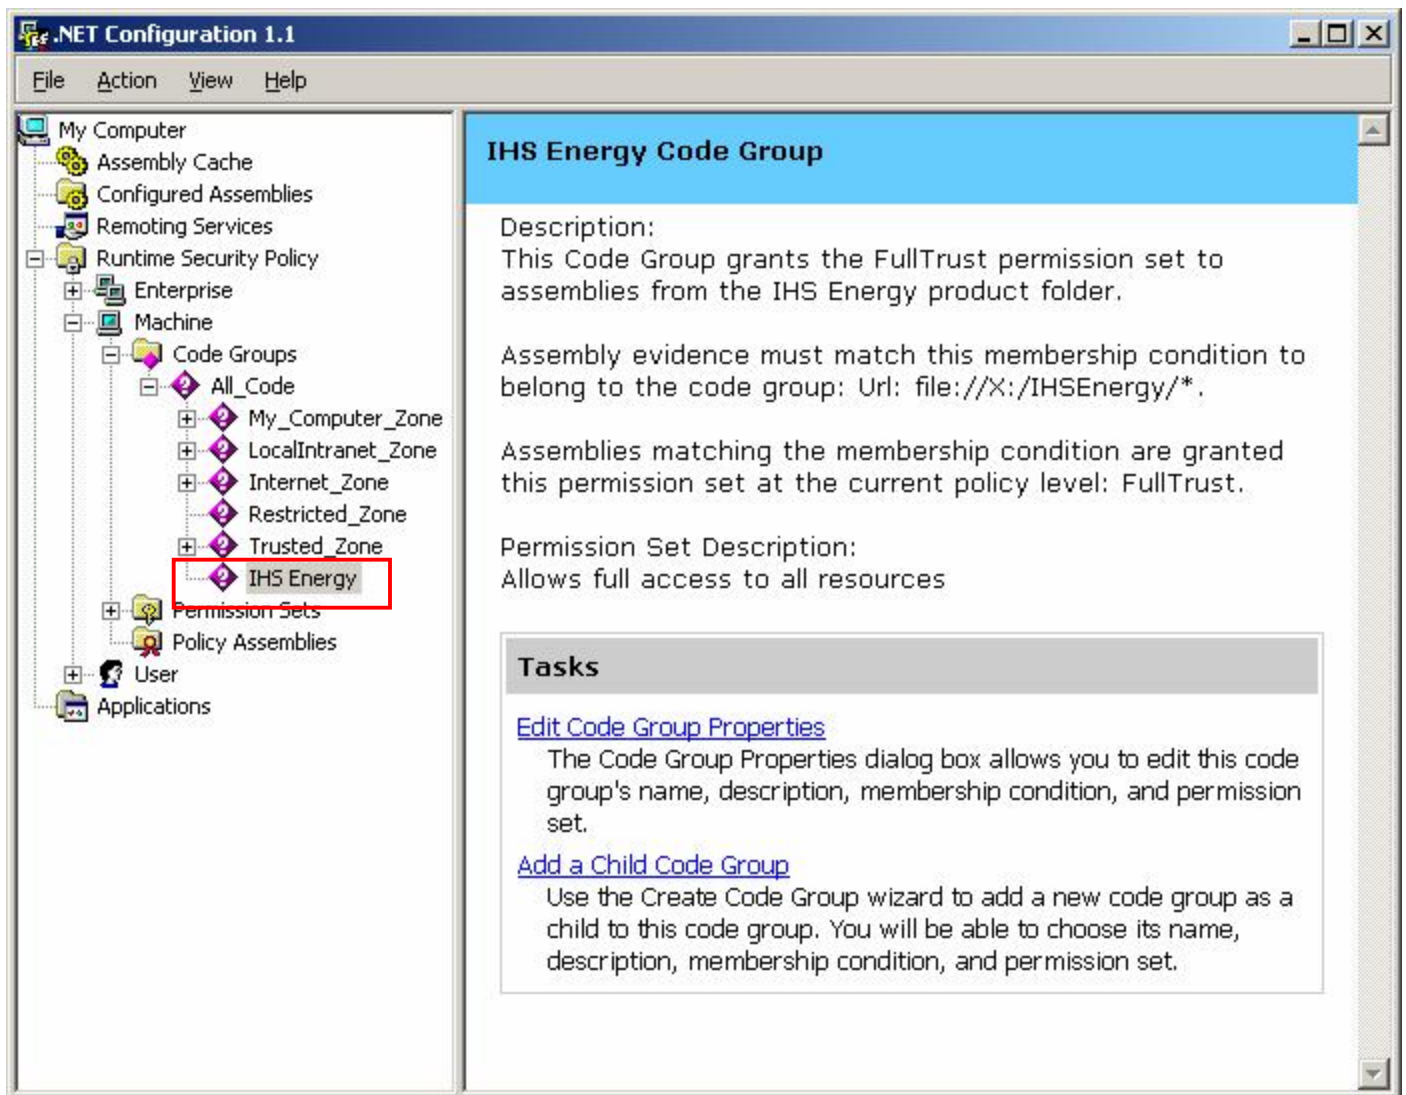 .NET Configuration 1.1
File Action View Help
My Computer
Assembly Cache
Configured Assemblies
Remoting Services
Runtime Security Policy
Enterprise
Machine
Code Groups
All_Code
My_Computer_Zone
LocalIntranet_Zone
Internet_Zone
Restricted_Zone
Trusted_Zone
IHS Energy
Permission Sets
Policy Assemblies
User
Applications
IHS Energy Code Group
Description:
This Code Group grants the FullTrust permission set to
assemblies from the IHS Energy product folder.
Assembly evidence must match this membership condition to
belong to the code group: Url: file://X:/IHSEnergy/*.
Assemblies matching the membership condition are granted
this permission set at the current policy level: FullTrust.
Permission Set Description:
Allows full access to all resources
Tasks
Edit Code Group Properties
The Code Group Properties dialog box allows you to edit this code
group's name, description, membership condition, and permission
set.
Add a Child Code Group
Use the Create Code Group wizard to add a new code group as a
child to this code group. You will be able to choose its name,
description, membership condition, and permission set.